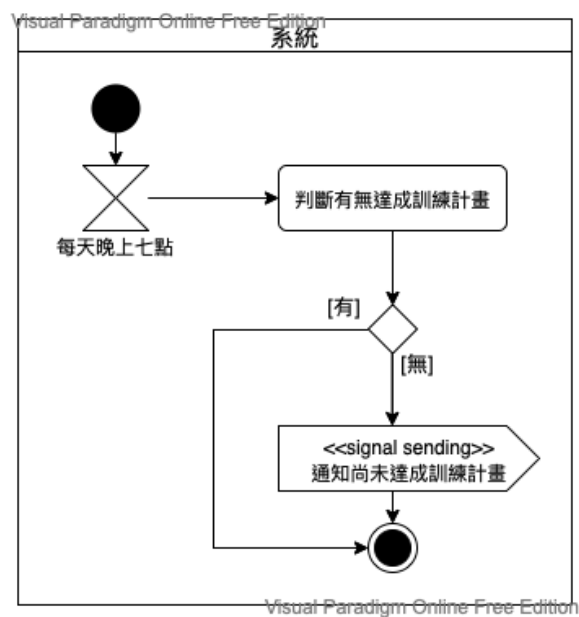 Visual Paradigm Online Free Edition
系統
每天晚上七點
判斷有無達成訓練計畫
[有]
[無]
<<signal sending>>
通知尚未達成訓練計畫
Visual Paradigm Online Free Edition